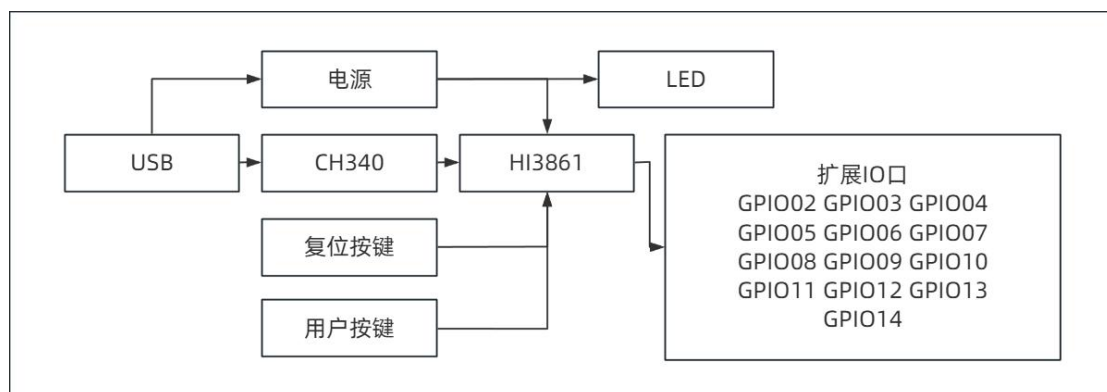 电源
LED
USB
CH340
HI3861
复位按键
用户按键
扩展IO口
GPIO02 GPIO03 GPIO04
GPIO05 GPIO06 GPIO07
GPIO08 GPIO09 GPIO10
GPIO11 GPIO12 GPIO13
GPIO14